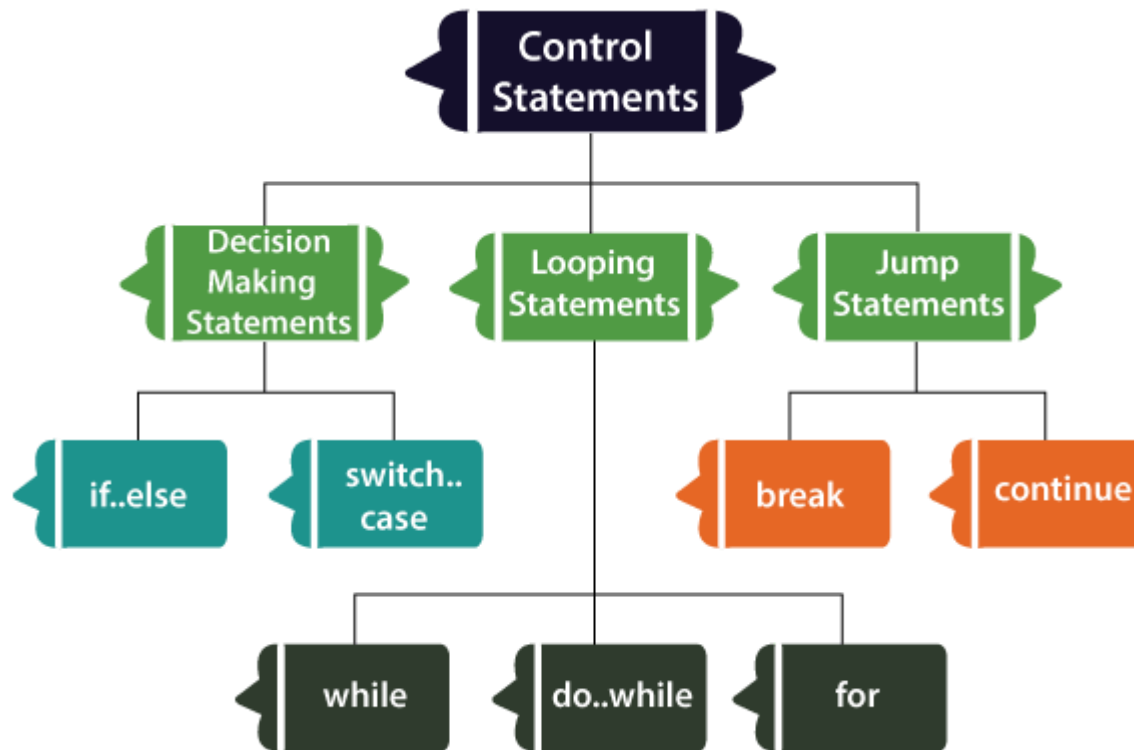 Control
Statements
Decision
Making
Statements
Looping
Statements
Jump
Statements
if..else
switch..
case
break
continue
while
do..while
for